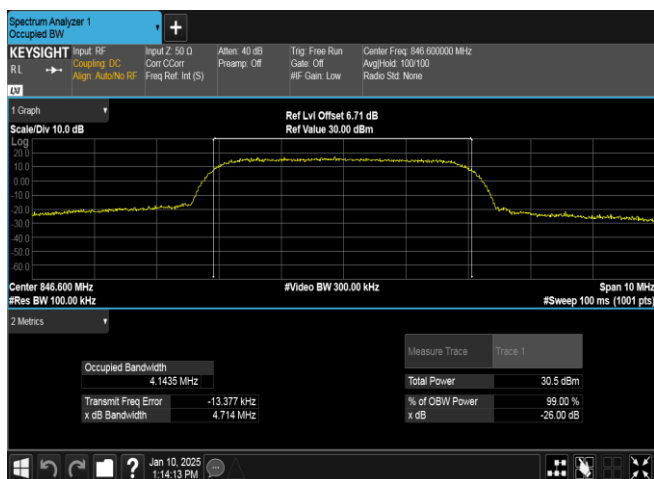 Spectrum Analyzer 1
Occupied BW
+
KEYSIGHT Input: RF Input Z: 50 Ω Atten: 40 dB Trig: Free Run Center Freq: 846.600000 MHz
RL Coupling: DC Corr CCorr Preamp: Off Gate: Off Avg|Hold: 100/100
Align: Auto/No RF Freq Ref: Int (S) #IF Gain: Low Radio Std: None
LXI
1 Graph
Ref Lvl Offset 6.71 dB
Scale/Div 10.0 dB Ref Value 30.00 dBm
Log
20.0
10.0
0.00
-10.0
-20.0
-30.0
-40.0
-50.0
-60.0
Center 846.600 MHz #Video BW 300.00 kHz Span 10 MHz
#Res BW 100.00 kHz #Sweep 100 ms (1001 pts)
2 Metrics
Measure Trace Trace 1
Occupied Bandwidth
4.1435 MHz Total Power 30.5 dBm
Transmit Freq Error -13.377 kHz % of OBW Power 99.00 %
x dB Bandwidth 4.714 MHz x dB -26.00 dB
? Jan 10, 2025
1:14:13 PM